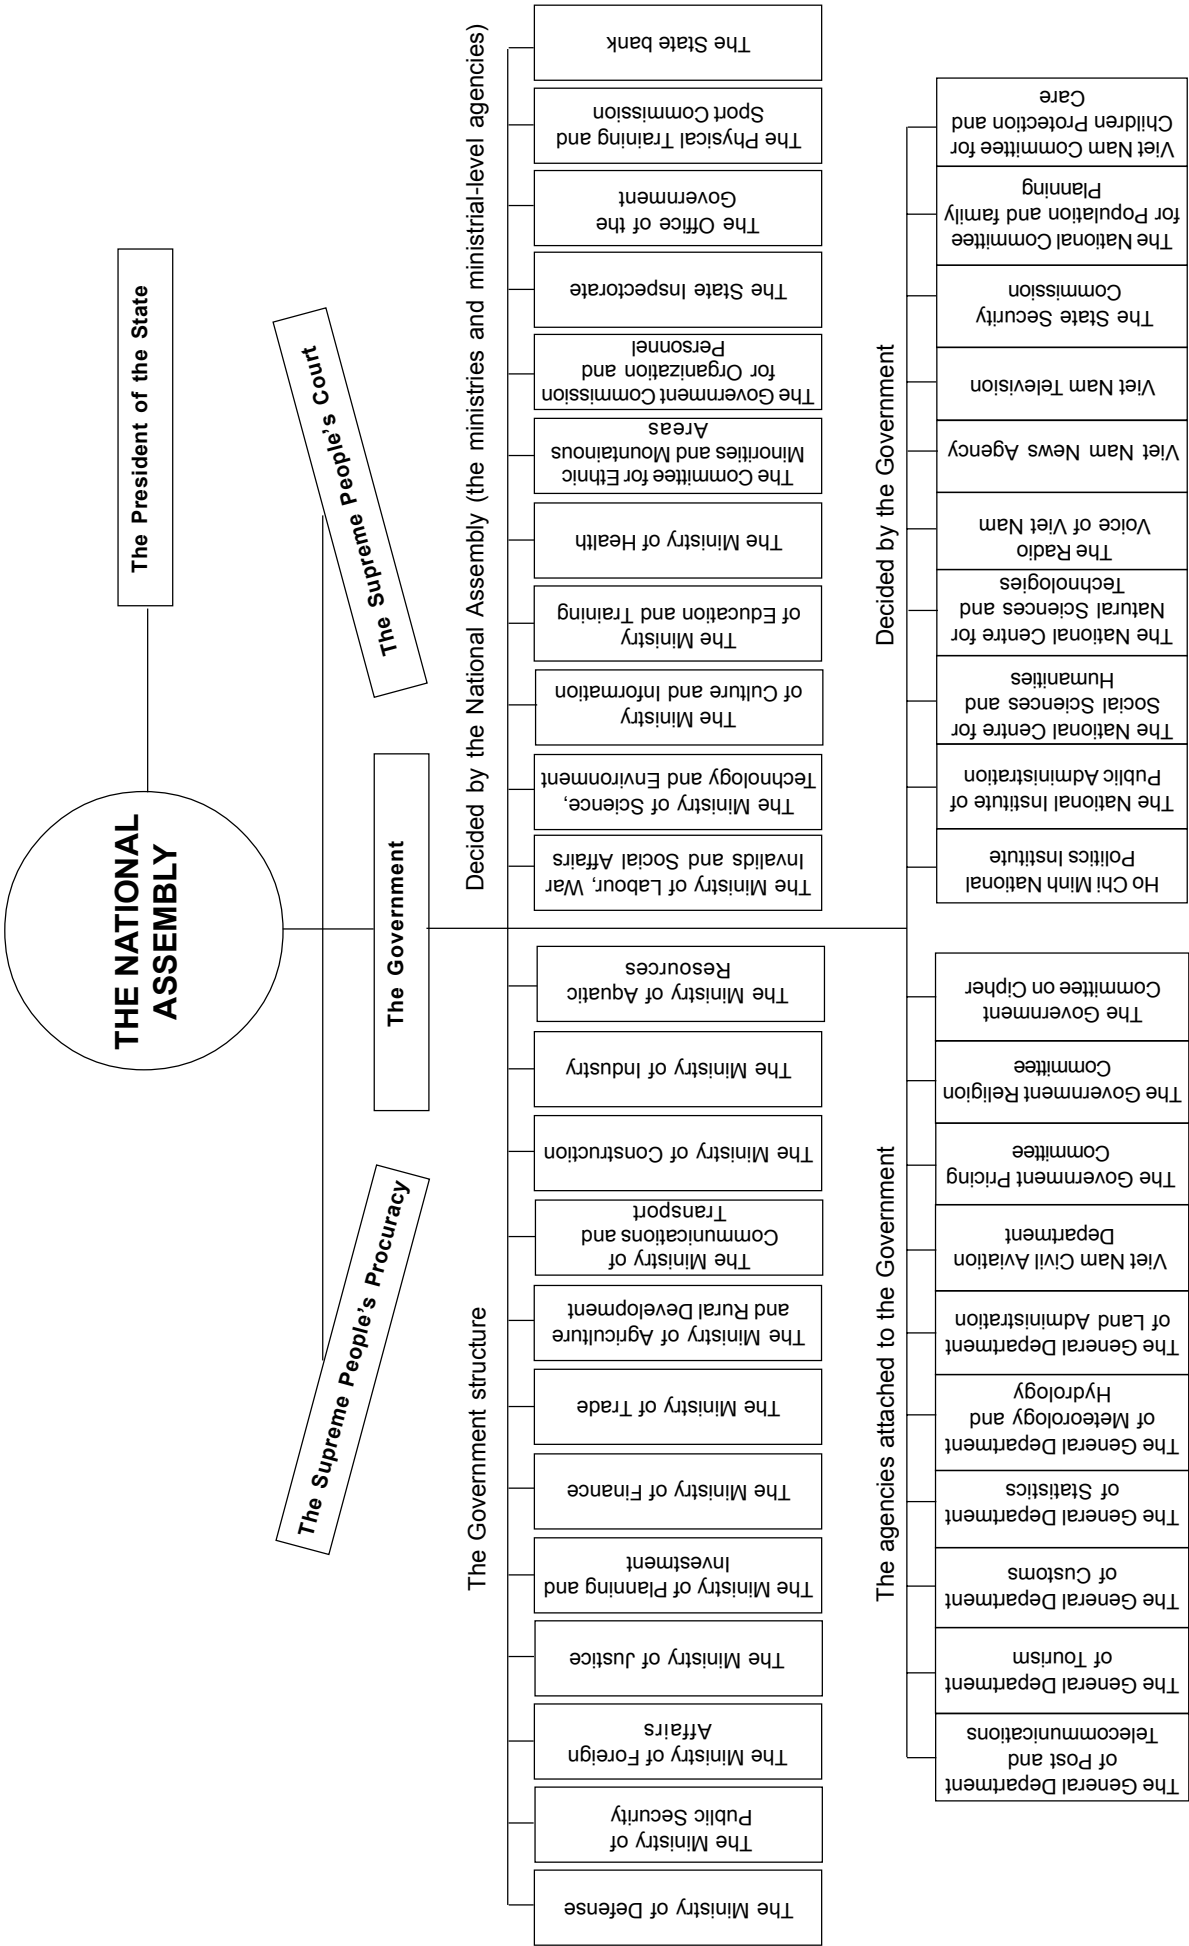 THE NATIONAL
ASSEMBLY
The President of the State
The Supreme People's Procuracy
The Government
The Supreme People's Court
The Government structure
Decided by the National Assembly (the ministries and ministrial-level agencies)
The Ministry of Defense
The Ministry of
Public Security
The Ministry of Foreign
Affairs
The Ministry of Justice
The Ministry of Planning and
Investment
The Ministry of Finance
The Ministry of Trade
The Ministry of Agriculture
and Rural Development
The Ministry of
Communications and
Transport
The Ministry of Construction
The Ministry of Industry
The Ministry of Aquatic
Resources
The Ministry of Labour, War
Invalids and Social Affairs
The Ministry of Science,
Technology and Environment
The Ministry
of Culture and Information
The Ministry
of Education and Training
The Ministry of Health
The Committee for Ethnic
Minorities and Mountainous
Areas
The Government Commission
for Organization and
Personnel
The State Inspectorate
The Office of the
Government
The Physical Training and
Sport Commission
The State bank
The agencies attached to the Government
Decided by the Government
The General Department
of Post and
Telecommunications
The General Department
of Tourism
The General Department
of Customs
The General Department
of Statistics
The General Department
of Meteorology and
Hydrology
The General Department
of Land Administration
Viet Nam Civil Aviation
Department
The Government Pricing
Committee
The Government Religion
Committee
The Government
Committee on Cipher
Ho Chi Minh National
Politics Institute
The National Institute of
Public Administration
The National Centre for
Social Sciences and
Humanities
The National Centre for
Natural Sciences and
Technologies
The Radio
Voice of Viet Nam
Viet Nam News Agency
Viet Nam Television
The State Security
Commission
The National Committee
for Population and family
Planning
Viet Nam Committee for
Children Protection and
Care